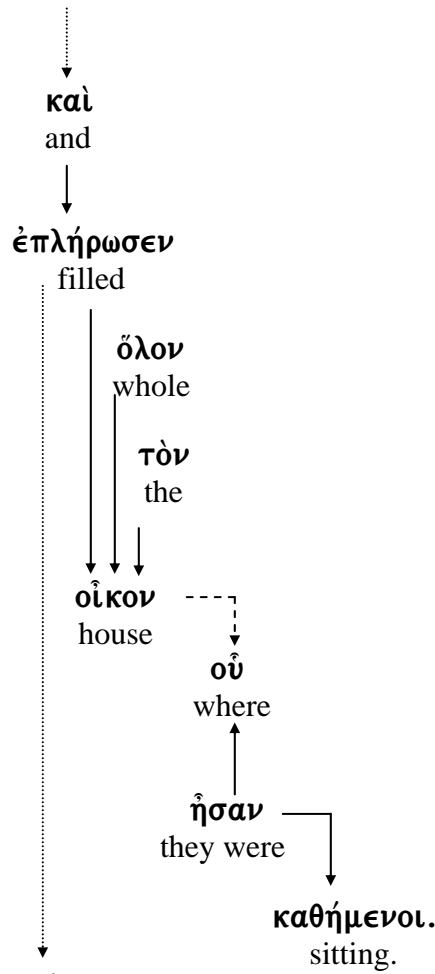 καὶ
and
ἐπλήρωσεν
filled
ὅλον
whole
τὸν
the
οἶκον
house
οὗ
where
ἦσαν
they were
καθήμενοι.
sitting.